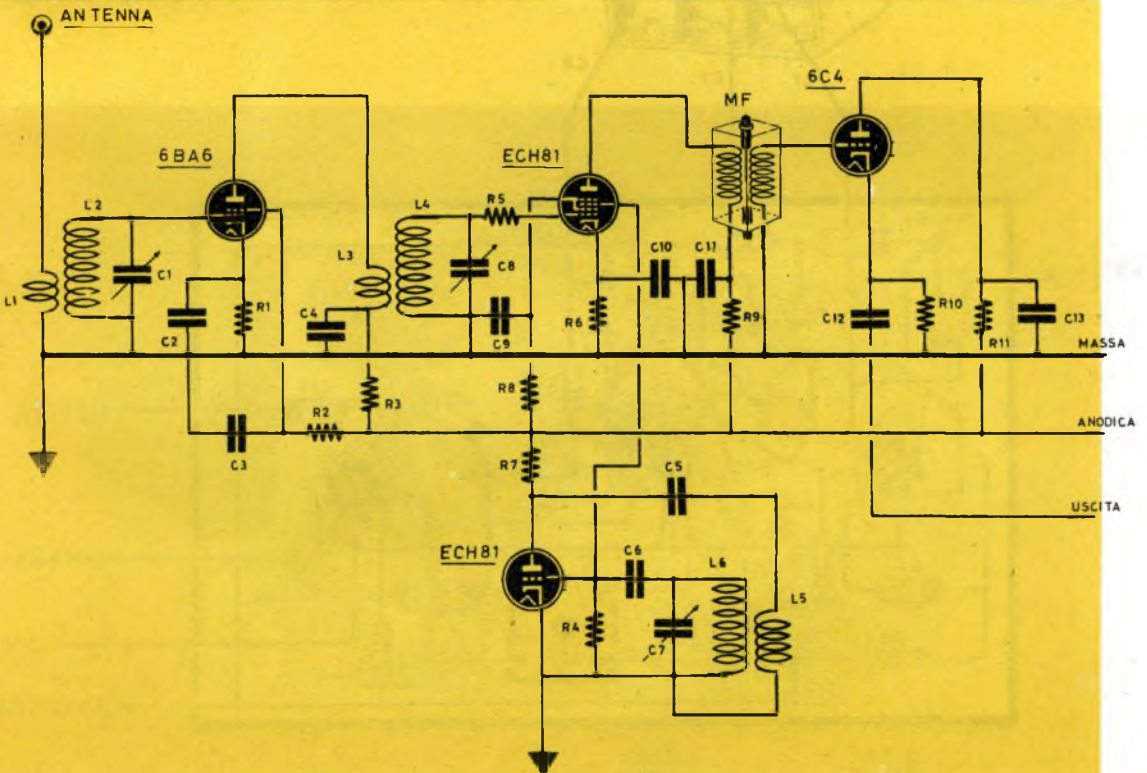 ANTENNA
6C4
MF
6BA6
ECH81
L2
L4
R5
C1
L3
C8
C10
C11
L1
R1
C4
R6
R9
C12
R10
C13
C2
C9
R11
MASSA
R8
R3
R2
ANODICA
C3
R7
C5
USCITA
ECH81
C6
L6
L5
R4
C7